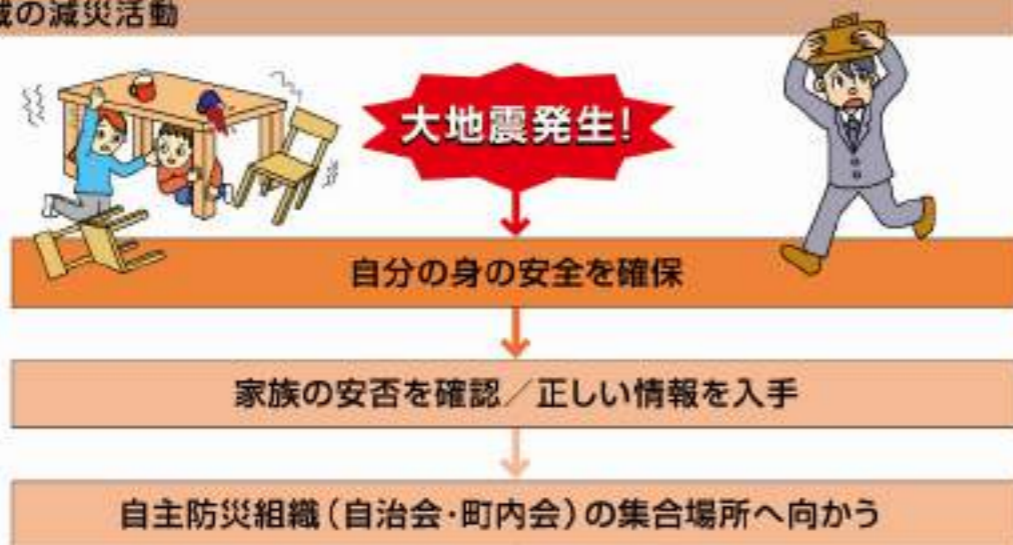 域の減災活動
大地震発生!
自分の身の安全を確保
家族の安否を確認/正しい情報を入手
自主防災組織(自治会・町内会)の集合場所へ向かう